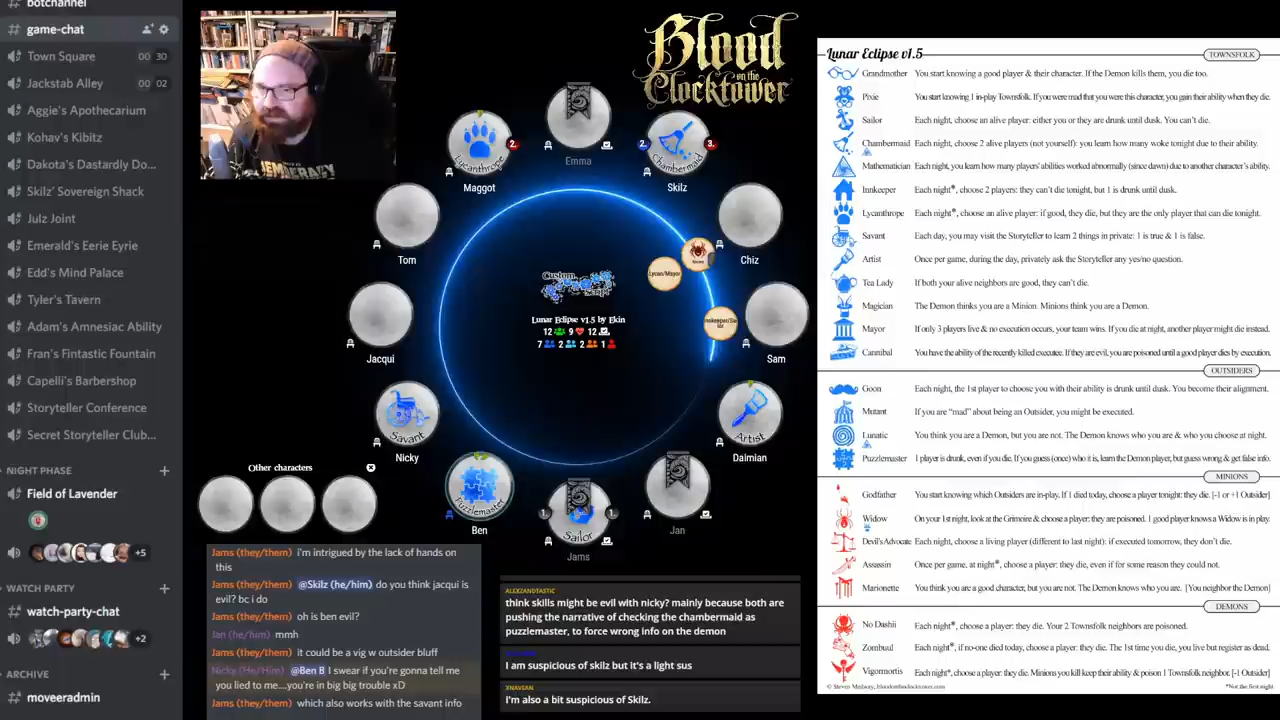 botchannel
# game-chat
Town Square 00 30
Dark Alley 02
Reggie's Apothecarium
Kohav's Kibitz
Dakota's Dastardly Do...
Skilz' Sovereign Shack
Julz Joint
Emerald's Eerie Eyrie
Edd's Mind Palace
Tyler's Tavern
Adam's Amnesiac Ability
Ian's Fintastic Fountain
Capelli's Barbershop
Storyteller Conference
Secret Storyteller Club...
NIGHT PHASE +
Field of Lavender
+5
WATCH PARTY +
# watch-party-chat
+2
LIVE +
# moveradmin
DEMOCRACY
Blood
on the
Clocktower
Lycanthrope
2.
Maggot
Emma
2.
Chambermaid
3.
Skilz
Tom
Chiz
Lycan/Mayor
Jacqui
Sam
Custom
Script
Lunar Eclipse v1.5 by Ekin
12 9 12
7 2 2 1
Savant
Nicky
Artist
Daimian
Other characters
Puzzlemaster
Ben
1
Sailor
1
Jams
Jan
Jams (they/them) i'm intrigued by the lack of hands on
this
Jams (they/them) @Skilz (he/him) do you think jacqui is
evil? bc i do
Jams (they/them) oh is ben evil?
Jan (he/him) mmh
Jams (they/them) it could be a vig w outsider bluff
Nicky (He/Him) @Ben B I swear if you're gonna tell me
you lied to me....you're in big big trouble xD
Jams (they/them) which also works with the savant info
ALEXZANDTASTIC
think skills might be evil with nicky? mainly because both are
pushing the narrative of checking the chambermaid as
puzzlemaster, to force wrong info on the demon
I am suspicious of skilz but it's a light sus
I'm also a bit suspicious of Skilz.
Lunar Eclipse v1.5
TOWNSFOLK
Grandmother You start knowing a good player & their character. If the Demon kills them, you die too.
Pixie You start knowing 1 in-play Townsfolk. If you were mad that you were this character, you gain their ability when they die.
Sailor Each night, choose an alive player: either you or they are drunk until dusk. You can't die.
Chambermaid Each night, choose 2 alive players (not yourself): you learn how many woke tonight due to their ability.
Mathematician Each night, you learn how many players' abilities worked abnormally (since dawn) due to another character's ability.
Innkeeper Each night*, choose 2 players: they can't die tonight, but 1 is drunk until dusk.
Lycanthrope Each night*, choose an alive player: if good, they die, but they are the only player that can die tonight.
Savant Each day, you may visit the Storyteller to learn 2 things in private: 1 is true & 1 is false.
Artist Once per game, during the day, privately ask the Storyteller any yes/no question.
Tea Lady If both your alive neighbors are good, they can't die.
Magician The Demon thinks you are a Minion. Minions think you are a Demon.
Mayor If only 3 players live & no execution occurs, your team wins. If you die at night, another player might die instead.
Cannibal You have the ability of the recently killed executee. If they are evil, you are poisoned until a good player dies by execution.
OUTSIDERS
Goon Each night, the 1st player to choose you with their ability is drunk until dusk. You become their alignment.
Mutant If you are "mad" about being an Outsider, you might be executed.
Lunatic You think you are a Demon, but you are not. The Demon knows who you are & who you choose at night.
Puzzlemaster 1 player is drunk, even if you die. If you guess (once) who it is, learn the Demon player, but guess wrong & get false info.
MINIONS
Godfather You start knowing which Outsiders are in-play. If 1 died today, choose a player tonight: they die. [-1 or +1 Outsider]
Widow On your 1st night, look at the Grimoire & choose a player: they are poisoned. 1 good player knows a Widow is in play.
Devil's Advocate Each night, choose a living player (different to last night): if executed tomorrow, they don't die.
Assassin Once per game, at night*, choose a player: they die, even if for some reason they could not.
Marionette You think you are a good character, but you are not. The Demon knows who you are. [You neighbor the Demon]
DEMONS
No Dashii Each night*, choose a player: they die. Your 2 Townsfolk neighbors are poisoned.
Zombuul Each night*, if no-one died today, choose a player: they die. The 1st time you die, you live but register as dead.
Vigormortis Each night*, choose a player: they die. Minions you kill keep their ability & poison 1 Townsfolk neighbor. [-1 Outsider]
© Steven Medway, bloodontheclocktower.com
*Not the first night